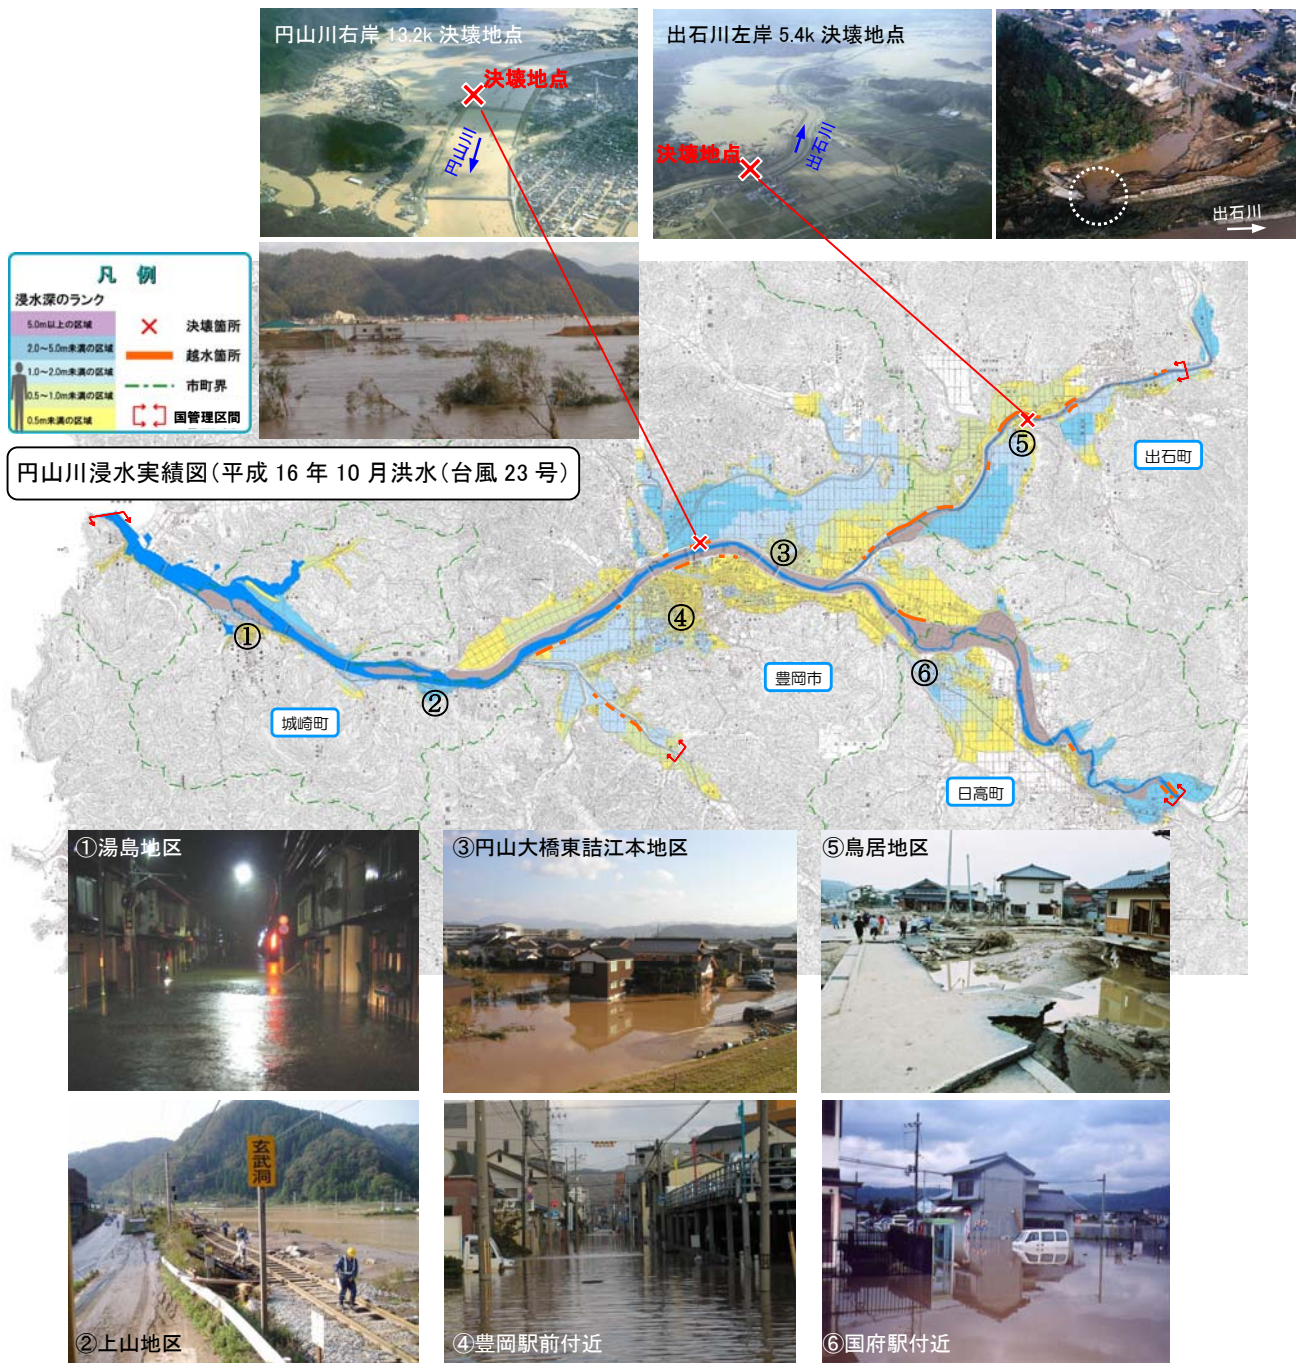 円山川右岸 13.2k 決壊地点
決壊地点
円山川
出石川左岸 5.4k 決壊地点
決壊地点
出石川
出石川
凡 例
浸水深のランク
5.0m以上の区域
2.0～5.0m未満の区域
1.0～2.0m未満の区域
0.5～1.0m未満の区域
0.5m未満の区域
決壊箇所
越水箇所
市町界
国管理区間
円山川浸水実績図(平成 16 年 10 月洪水(台風 23 号)
⑤
出石町
③
①
④
⑥
豊岡市
②
城崎町
日高町
①湯島地区
③円山大橋東詰江本地区
⑤鳥居地区
玄武洞
②上山地区
④豊岡駅前付近
⑥国府駅付近